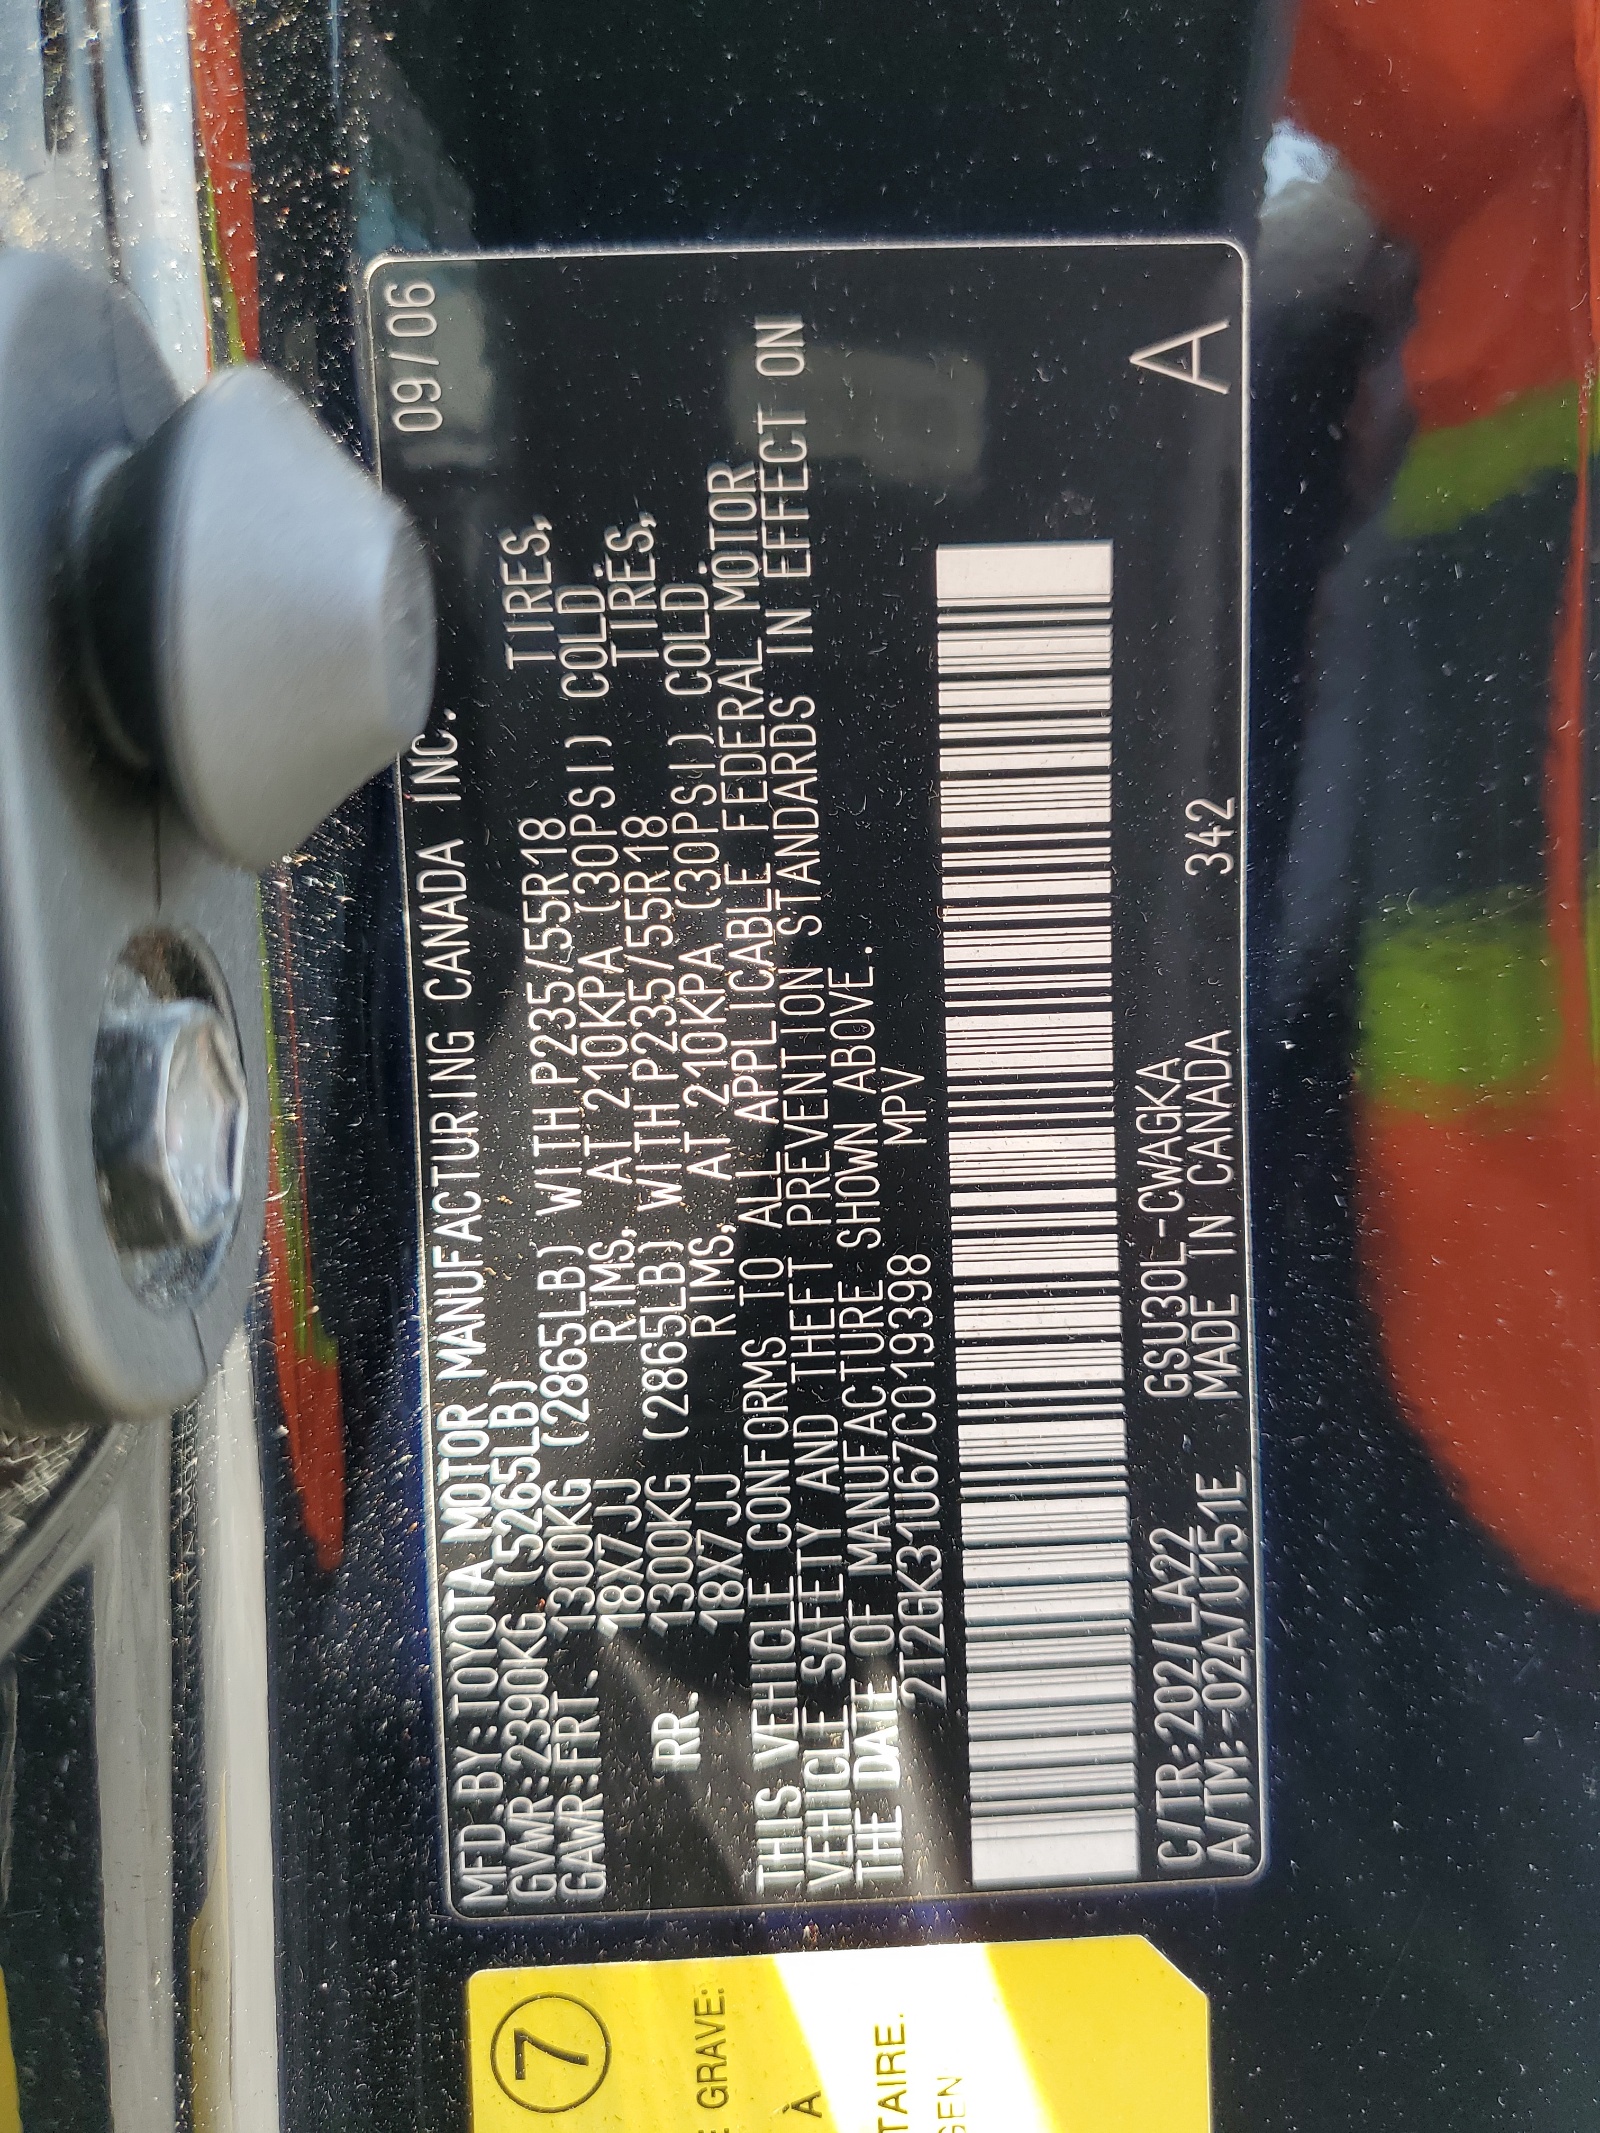 09/06
MFD.BY:TOYOTA MOTOR MANUFACTURING CANADA INC.
GVWR:2390KG (5265LB)
GAWR:FRT- 1300KG (2865LB) WITH P235/55R18 TIRES,
18X7JJ RIMS, AT 210KPA (30PSI) COLD.
RR- 1300KG (2865LB) WITH P235/55R18 TIRES,
18X7JJ RIMS, AT 210KPA (30PSI) COLD.
THIS VEHICLE CONFORMS TO ALL APPLICABLE FEDERAL MOTOR
VEHICLE SAFETY AND THEFT PREVENTION STANDARDS IN EFFECT ON
THE DATE OF MANUFACTURE SHOWN ABOVE.
2T2GK31U67C019398 MPV
C/TR:202/LA22 GSU30L-CWAGKA
A/TM:-02A/U151E MADE IN CANADA 342
A
7
GRAVE:
À
TAIRE.
GEN